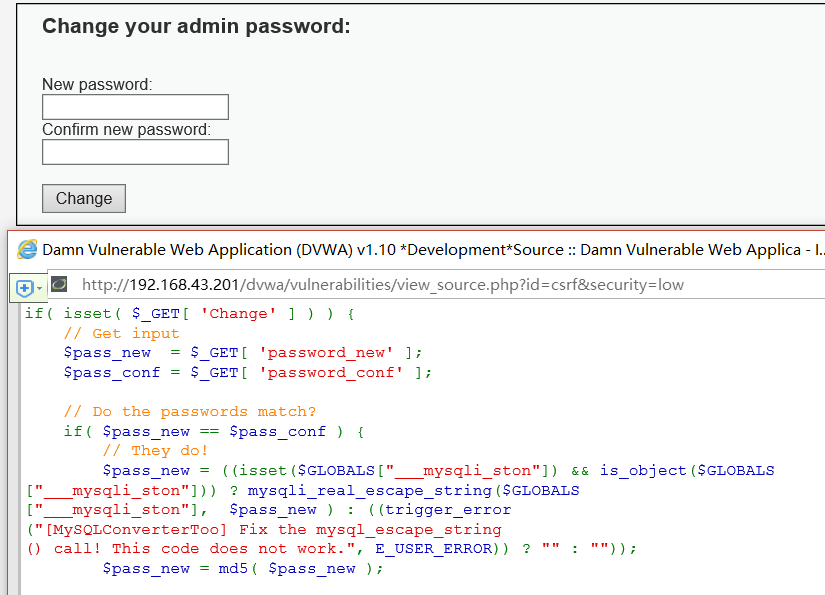 Change your admin password:
New password:
Confirm new password:
Change
Damn Vulnerable Web Application (DVWA) v1.10 *Development*Source :: Damn Vulnerable Web Applica - I...
http://192.168.43.201/dvwa/vulnerabilities/view_source.php?id=csrf&security=low
if( isset( $_GET[ 'Change' ] ) ) {
// Get input
$pass_new  = $_GET[ 'password_new' ];
$pass_conf = $_GET[ 'password_conf' ];
// Do the passwords match?
if( $pass_new == $pass_conf ) {
// They do!
$pass_new = ((isset($GLOBALS["___mysqli_ston"]) && is_object($GLOBALS
["___mysqli_ston"])) ? mysqli_real_escape_string($GLOBALS
["___mysqli_ston"],  $pass_new ) : ((trigger_error
("[MySQLConverterToo] Fix the mysql_escape_string
() call! This code does not work.", E_USER_ERROR)) ? "" : ""));
$pass_new = md5( $pass_new );